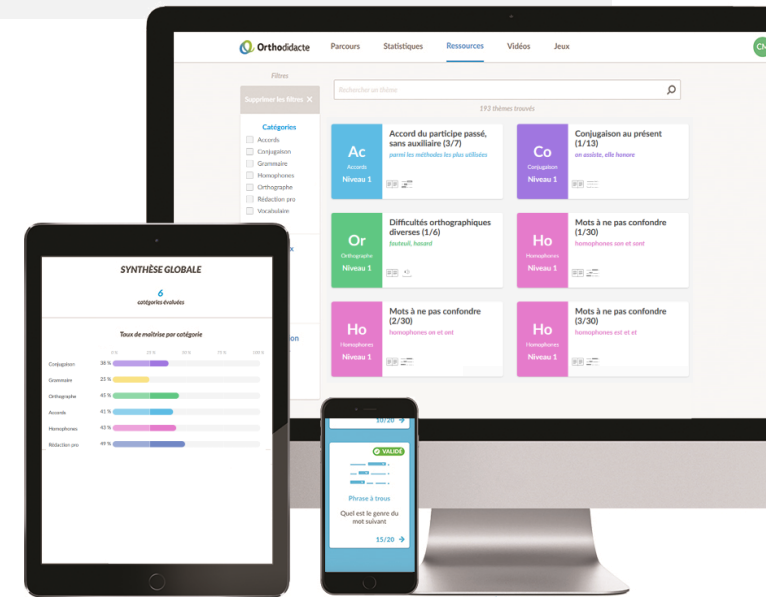 Orthodidacte
Parcours
Statistiques
Ressources
Vidéos
Jeux
CM
Filtres
Supprimer les filtres X
Catégories
Accords
Conjugaison
Grammaire
Homophones
Orthographe
Rédaction pro
Vocabulaire
Rechercher un thème
193 thèmes trouvés
Ac
Accords
Niveau 1
Accord du participe passé,
sans auxiliaire (3/7)
parmi les méthodes les plus utilisées
Co
Conjugaison
Niveau 1
Conjugaison au présent
(1/13)
on assiste, elle honore
Or
Orthographe
Niveau 1
Difficultés orthographiques
diverses (1/6)
fauteuil, hasard
Ho
Homophones
Niveau 1
Mots à ne pas confondre
(1/30)
homophones son et sont
Ho
Homophones
Niveau 1
Mots à ne pas confondre
(2/30)
homophones on et ont
Ho
Homophones
Niveau 1
Mots à ne pas confondre
(3/30)
homophones est et et
SYNTHÈSE GLOBALE
6
catégories évaluées
Taux de maîtrise par catégorie
Conjugaison 38 %
Grammaire 25 %
Orthographe 45 %
Accords 41 %
Homophones 43 %
Rédaction pro 49 %
10/20
VALIDÉ
Phrase à trous
Quel est le genre du
mot suivant
15/20